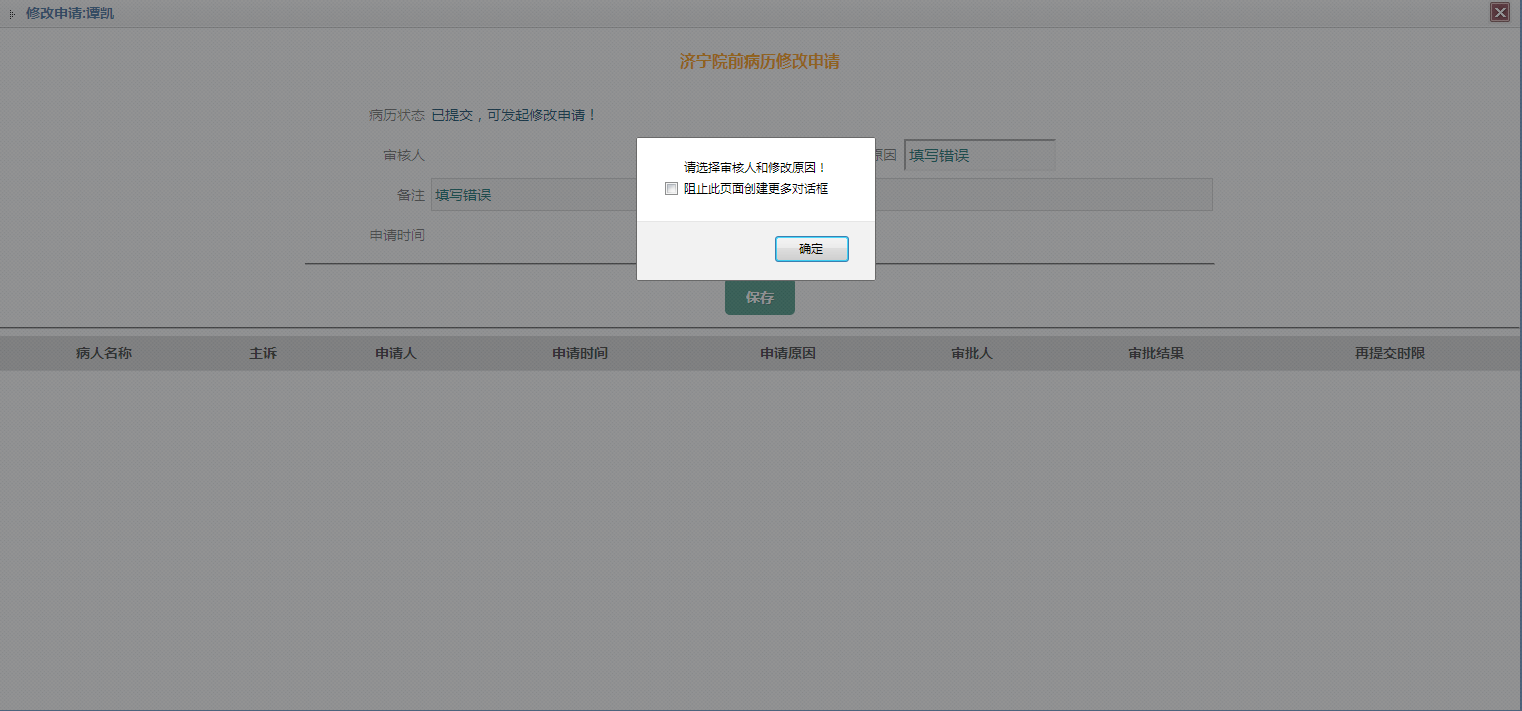 修改申请:谭凯
济宁院前病历修改申请
病历状态 已提交，可发起修改申请！
审核人 原因 填写错误
备注 填写错误
申请时间
请选择审核人和修改原因！
阻止此页面创建更多对话框
确定
保存
病人名称 主诉 申请人 申请时间 申请原因 审批人 审批结果 再提交时限